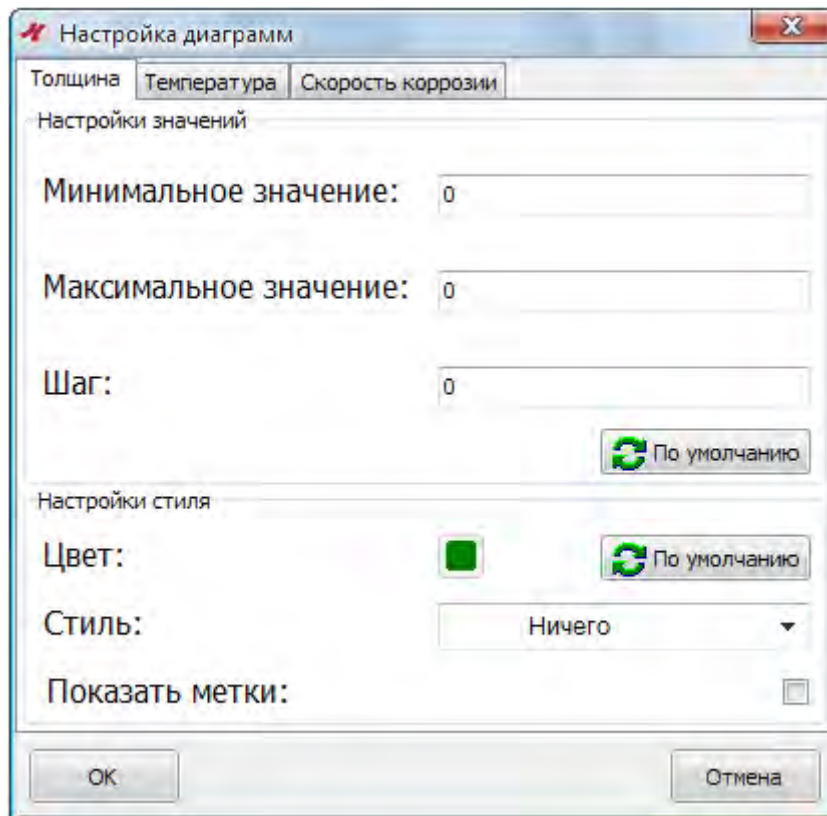 Настройка диаграмм
Толщина Температура Скорость коррозии
Настройки значений
Минимальное значение: 0
Максимальное значение: 0
Шаг: 0
По умолчанию
Настройки стиля
Цвет: По умолчанию
Стиль: Ничего
Показать метки:
OK Отмена